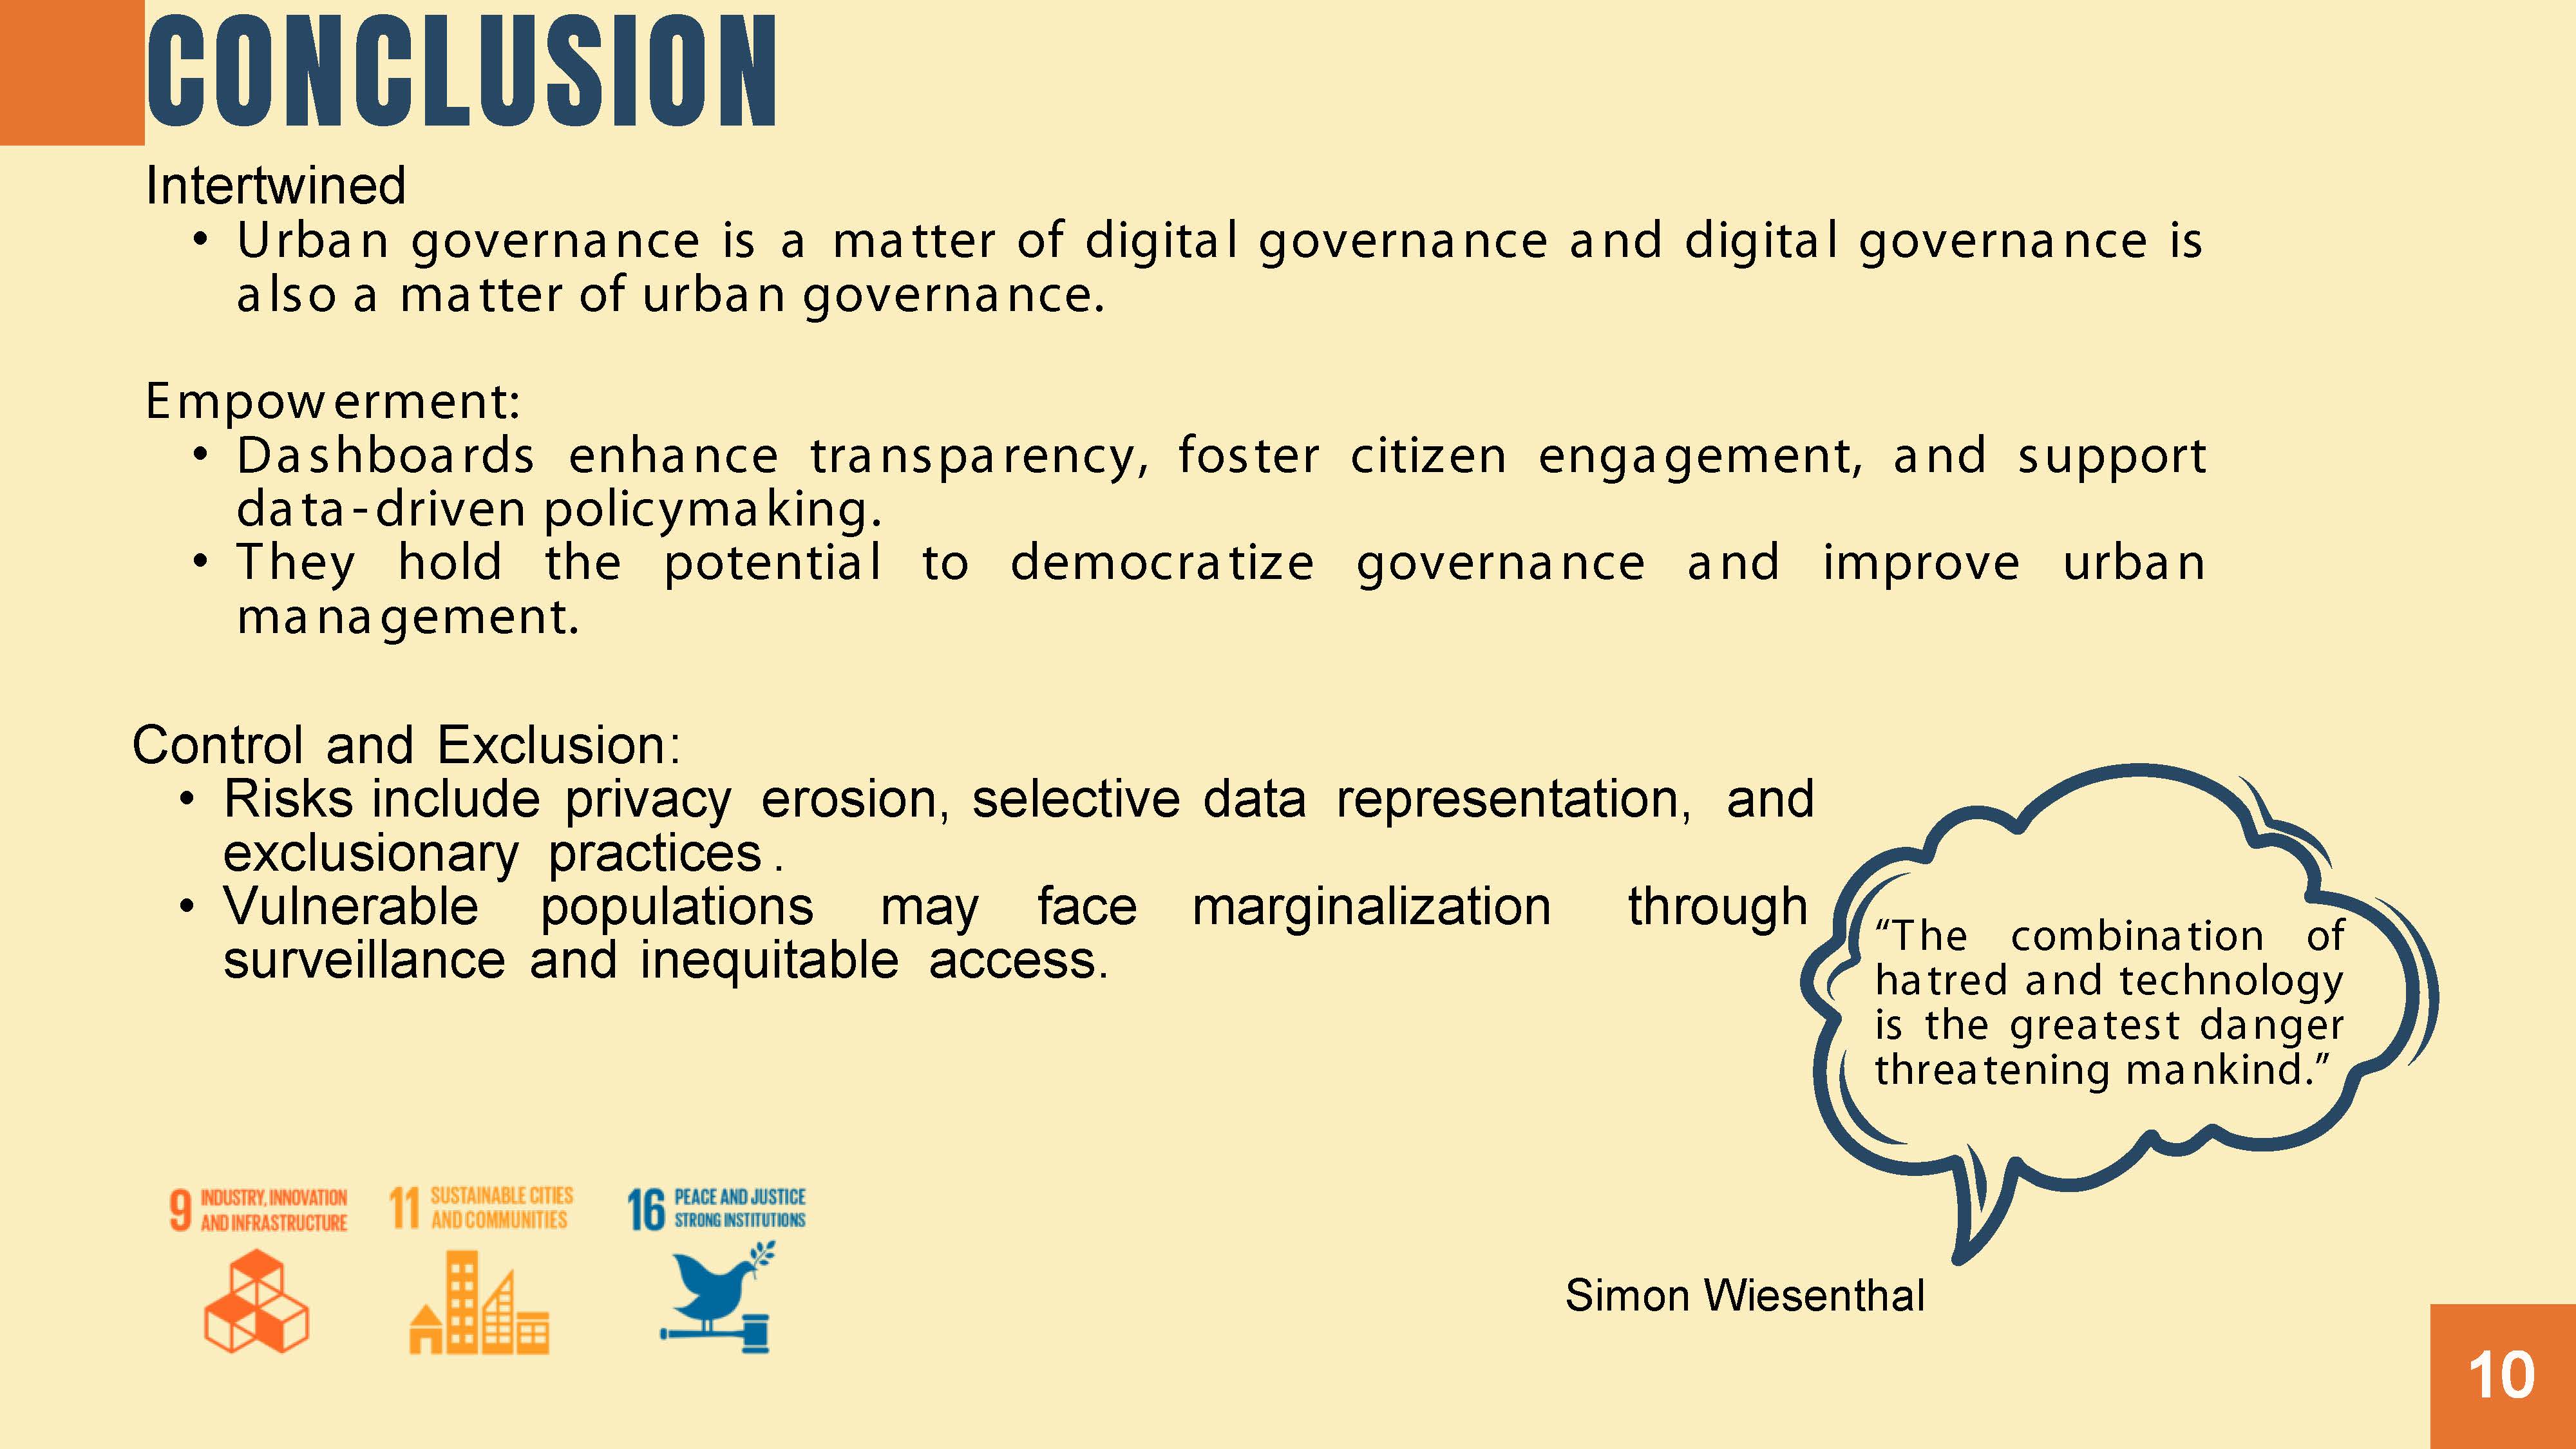 CONCLUSION
Intertwined
• Urban governance is a matter of digital governance and digital governance is
also a matter of urban governance.
Empowerment:
• Dashboards enhance transparency, foster citizen engagement, and support
data-driven policymaking.
• They hold the potential to democratize governance and improve urban
management.
Control and Exclusion:
• Risks include privacy erosion, selective data representation, and
exclusionary practices .
• Vulnerable populations may face marginalization through
surveillance and inequitable access.
“The combination of
hatred and technology
is the greatest danger
threatening mankind.”
Simon Wiesenthal
9 INDUSTRY, INNOVATION
AND INFRASTRUCTURE
11 SUSTAINABLE CITIES
AND COMMUNITIES
16 PEACE AND JUSTICE
STRONG INSTITUTIONS
10